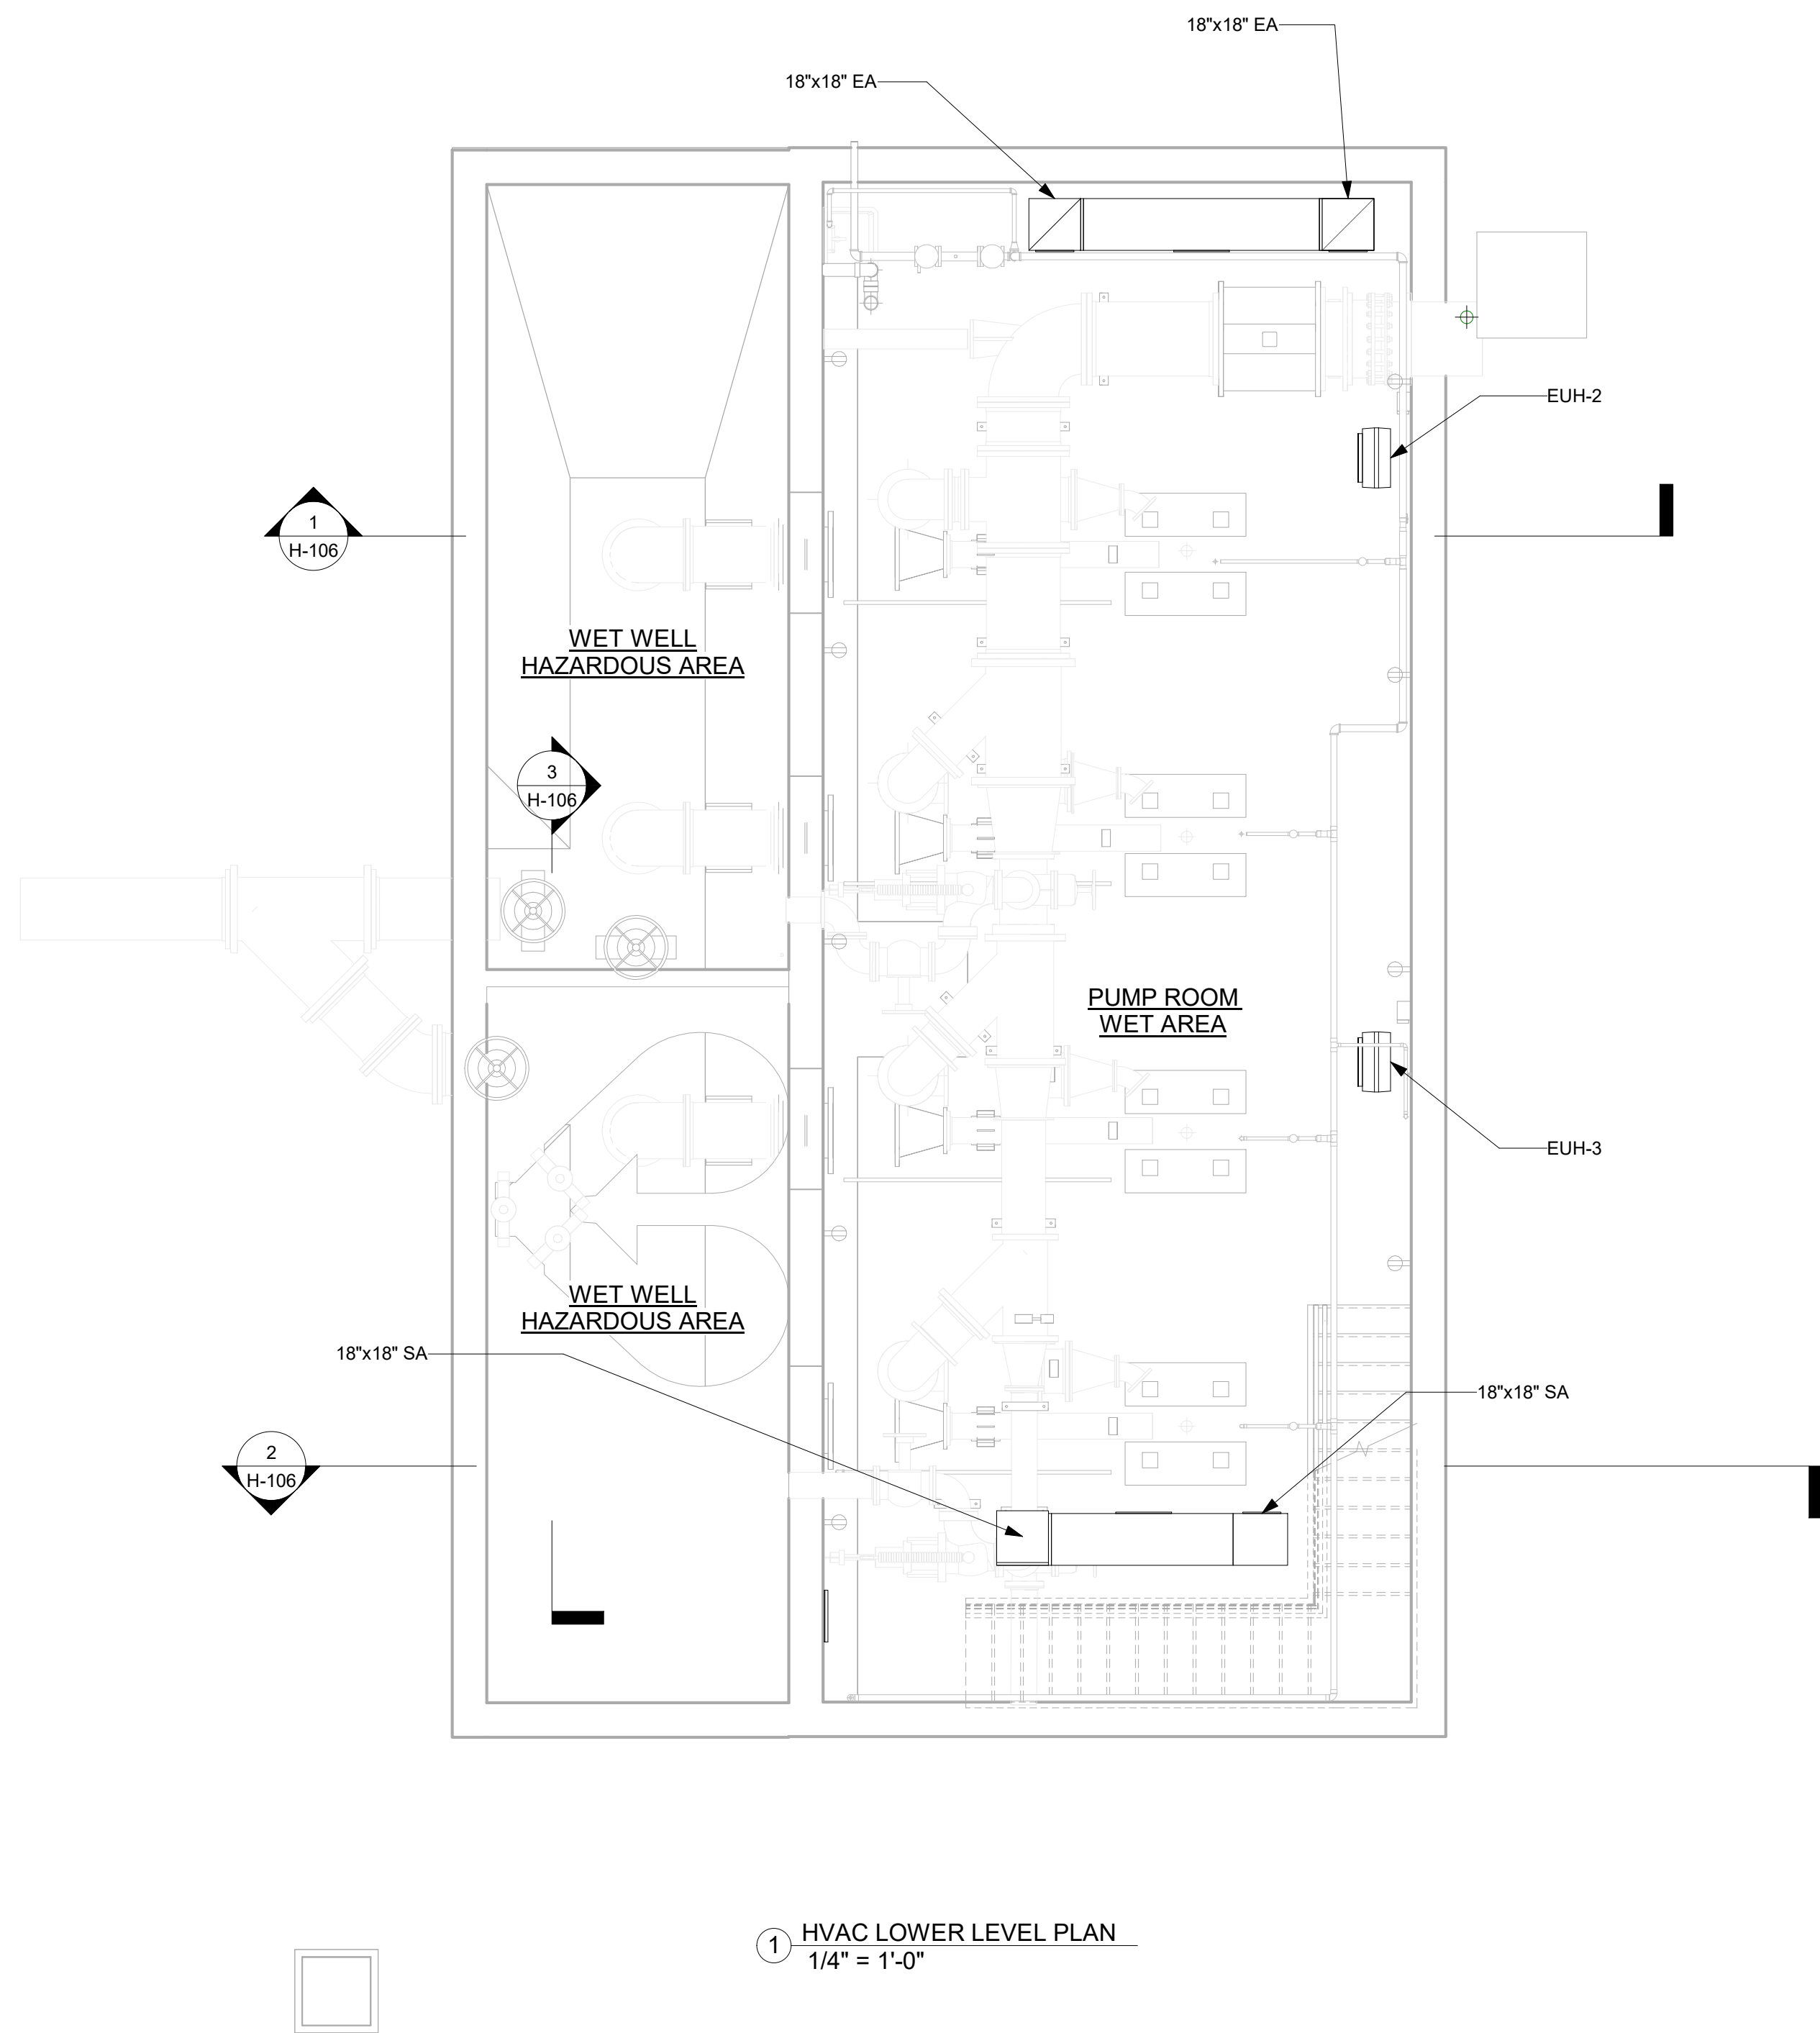 18"x18" EA
18"x18" EA
EUH-2
1
H-106
WET WELL
HAZARDOUS AREA
3
H-106
PUMP ROOM
WET AREA
EUH-3
WET WELL
HAZARDOUS AREA
18"x18" SA
18"x18" SA
2
H-106
1 HVAC LOWER LEVEL PLAN
1/4" = 1'-0"